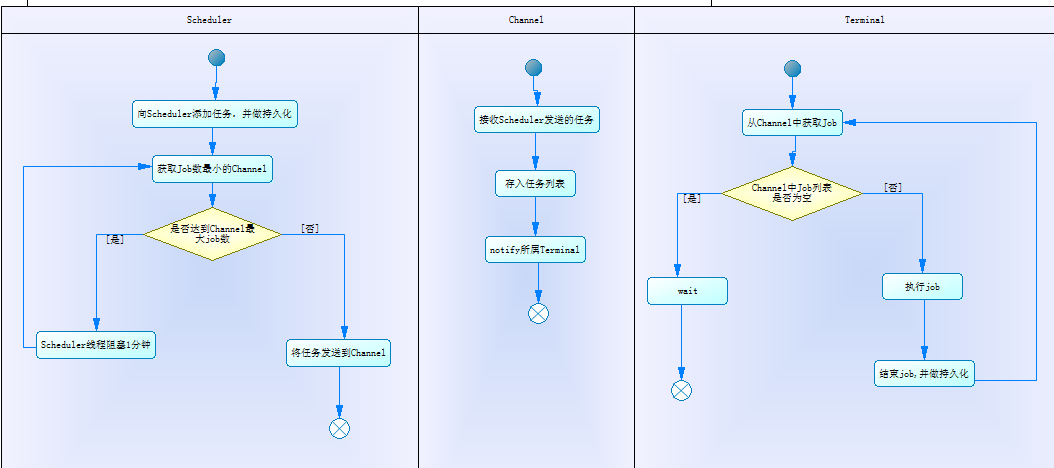 Scheduler
向Scheduler添加任务，并做持久化
获取Job数最小的Channel
是否达到Channel最
大job数
[是]
[否]
Scheduler线程阻塞1分钟
将任务发送到Channel
Channel
接收Scheduler发送的任务
存入任务列表
notify所属Terminal
Terminal
从Channel中获取Job
Channel中Job列表
是否为空
[是]
[否]
wait
执行job
结束job,并做持久化